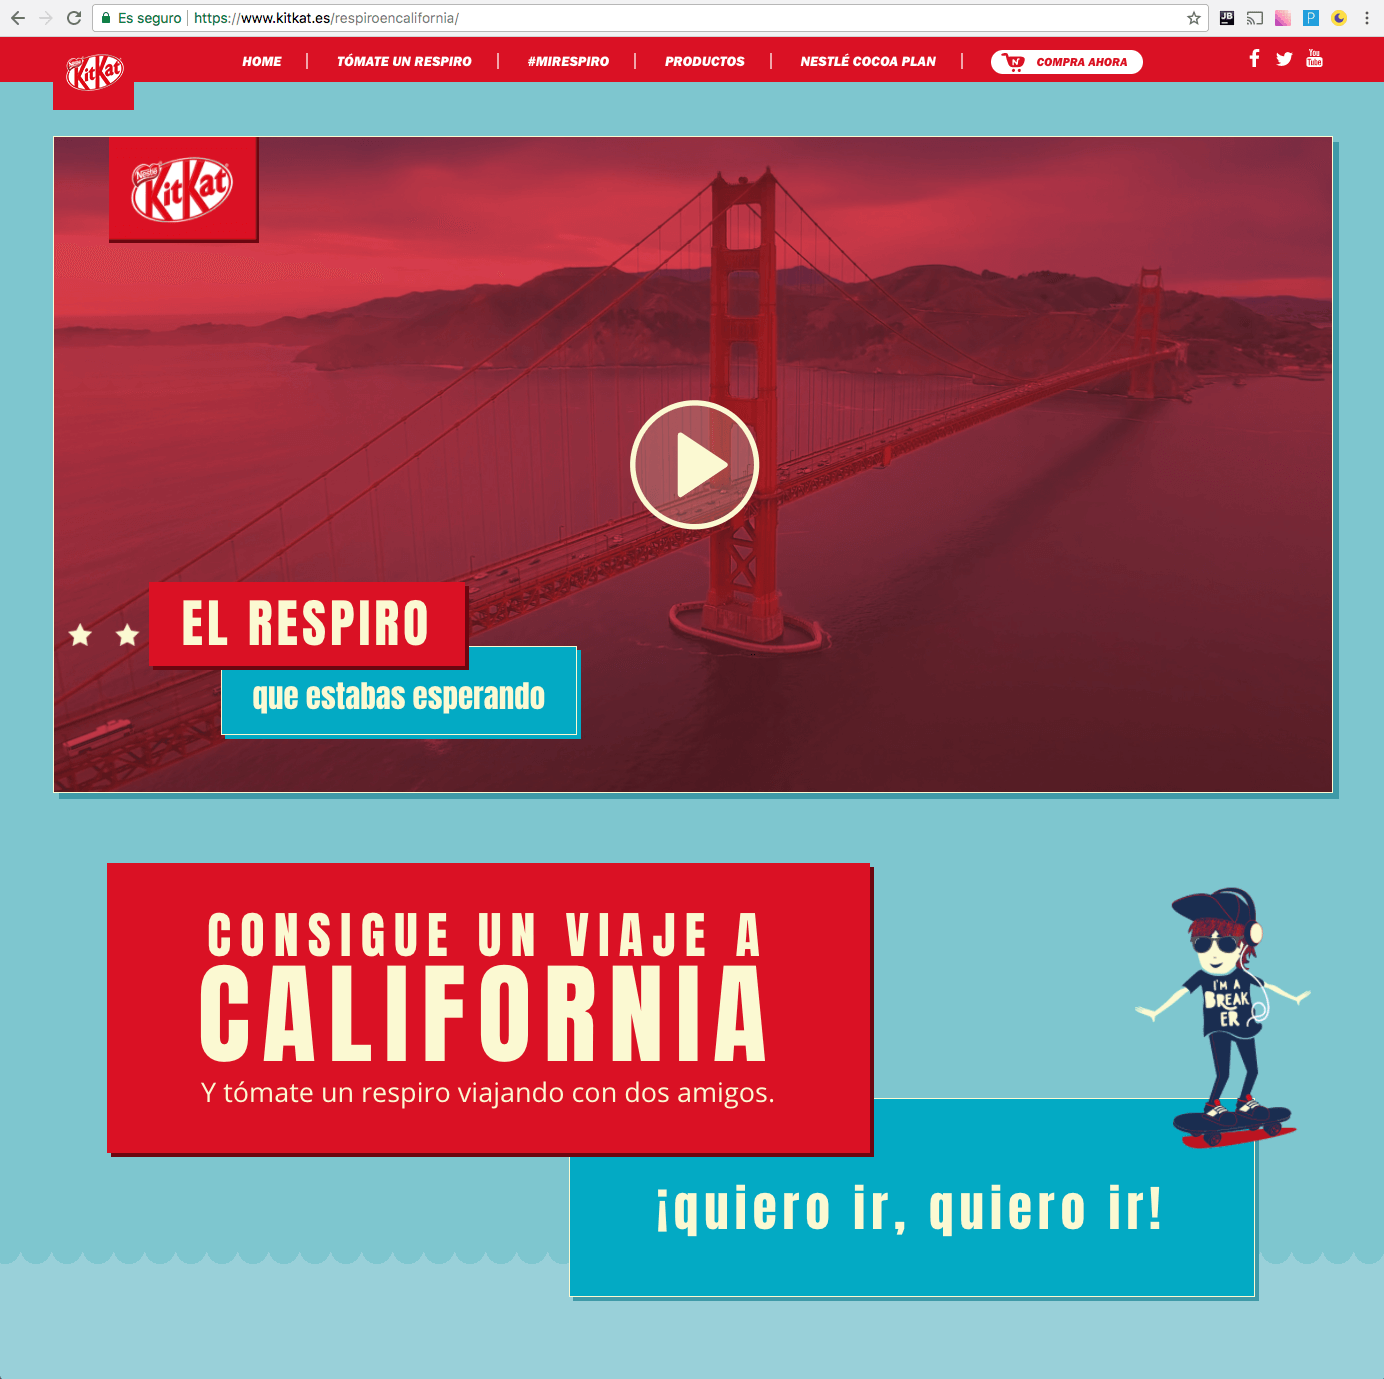 Es seguro
https://www.kitkat.es/respiroencalifornia/
JB
P
Nestlé
KitKat
HOME
TÓMATE UN RESPIRO
#MIRESPIRO
PRODUCTOS
NESTLÉ COCOA PLAN
N'
COMPRA AHORA
f
You
Tube
Nestlé
KitKat
EL RESPIRO
que estabas esperando
CONSIGUE UN VIAJE A
CALIFORNIA
Y tómate un respiro viajando con dos amigos.
I'M A
BREAK
ER
¡quiero ir, quiero ir!